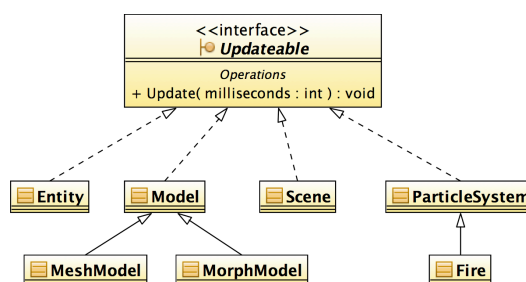 <<interface>>
Updateable
Operations
+ Update( milliseconds : int ) : void
Entity
Model
Scene
ParticleSystem
MeshModel
MorphModel
Fire